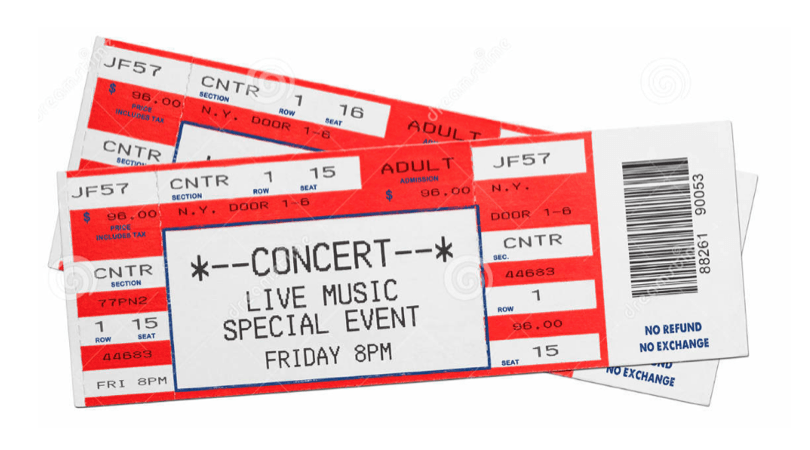 JF57
CNTR 1 16
SECTION ROW SEAT
$ 96.00
PRICE
INCLUDES TAX
N.Y. DOOR 1-6
ADULT
CNTR
JF57
CNTR 1 15
SECTION ROW SEAT
$ 96.00
PRICE
INCLUDES TAX
N.Y. DOOR 1-6
ADULT
ADMISSION
$ 96.00
CNTR
SECTION
77PN2
1 15
ROW SEAT
44683
FRI 8PM
*--CONCERT--*
LIVE MUSIC
SPECIAL EVENT
FRIDAY 8PM
JF57
N.Y.
DOOR 1-6
CNTR
SEC.
44683
1
ROW
96.00
15
SEAT
88261 90053
NO REFUND
NO EXCHANGE
NO REFUND
NO EXCHANGE